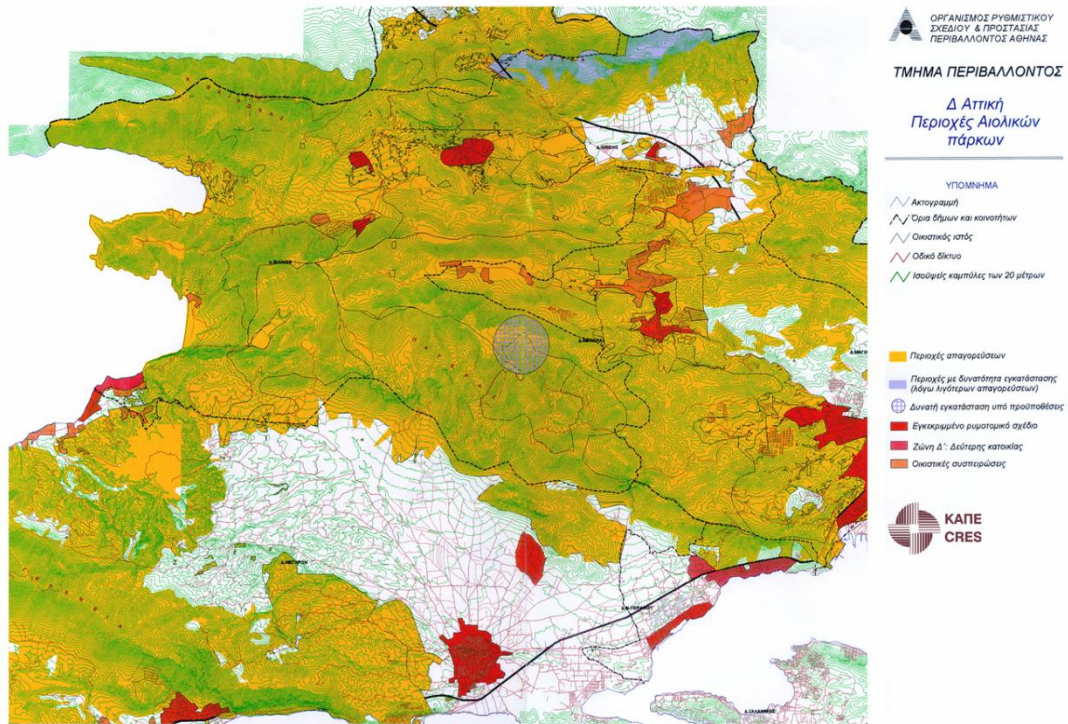 ΟΡΓΑΝΙΣΜΟΣ ΡΥΘΜΙΣΤΙΚΟΥ
ΣΧΕΔΙΟΥ & ΠΡΟΣΤΑΣΙΑΣ
ΠΕΡΙΒΑΛΛΟΝΤΟΣ ΑΘΗΝΑΣ
ΤΜΗΜΑ ΠΕΡΙΒΑΛΛΟΝΤΟΣ
Δ Αττική
Περιοχές Αιολικών
πάρκων
ΥΠΟΜΝΗΜΑ
Ακτογραμμή
Όρια δήμων και κοινοτήτων
Οικιστικός ιστός
Οδικό δίκτυο
Ισοϋψείς καμπύλες των 20 μέτρων
Περιοχές απαγορεύσεων
Περιοχές με δυνατότητα εγκατάστασης
(λόγω λιγότερων απαγορεύσεων)
Δυνατή εγκατάσταση υπό προϋποθέσεις
Εγκεκριμένο ρυμοτομικό σχέδιο
Ζώνη Δ': Δεύτερης κατοικίας
Οικιστικές συσπειρώσεις
ΚΑΠΕ
CRES
Δ.ΜΕΓΑΡΩΝ
Δ.ΣΑΛΑΜΙΝΟΣ